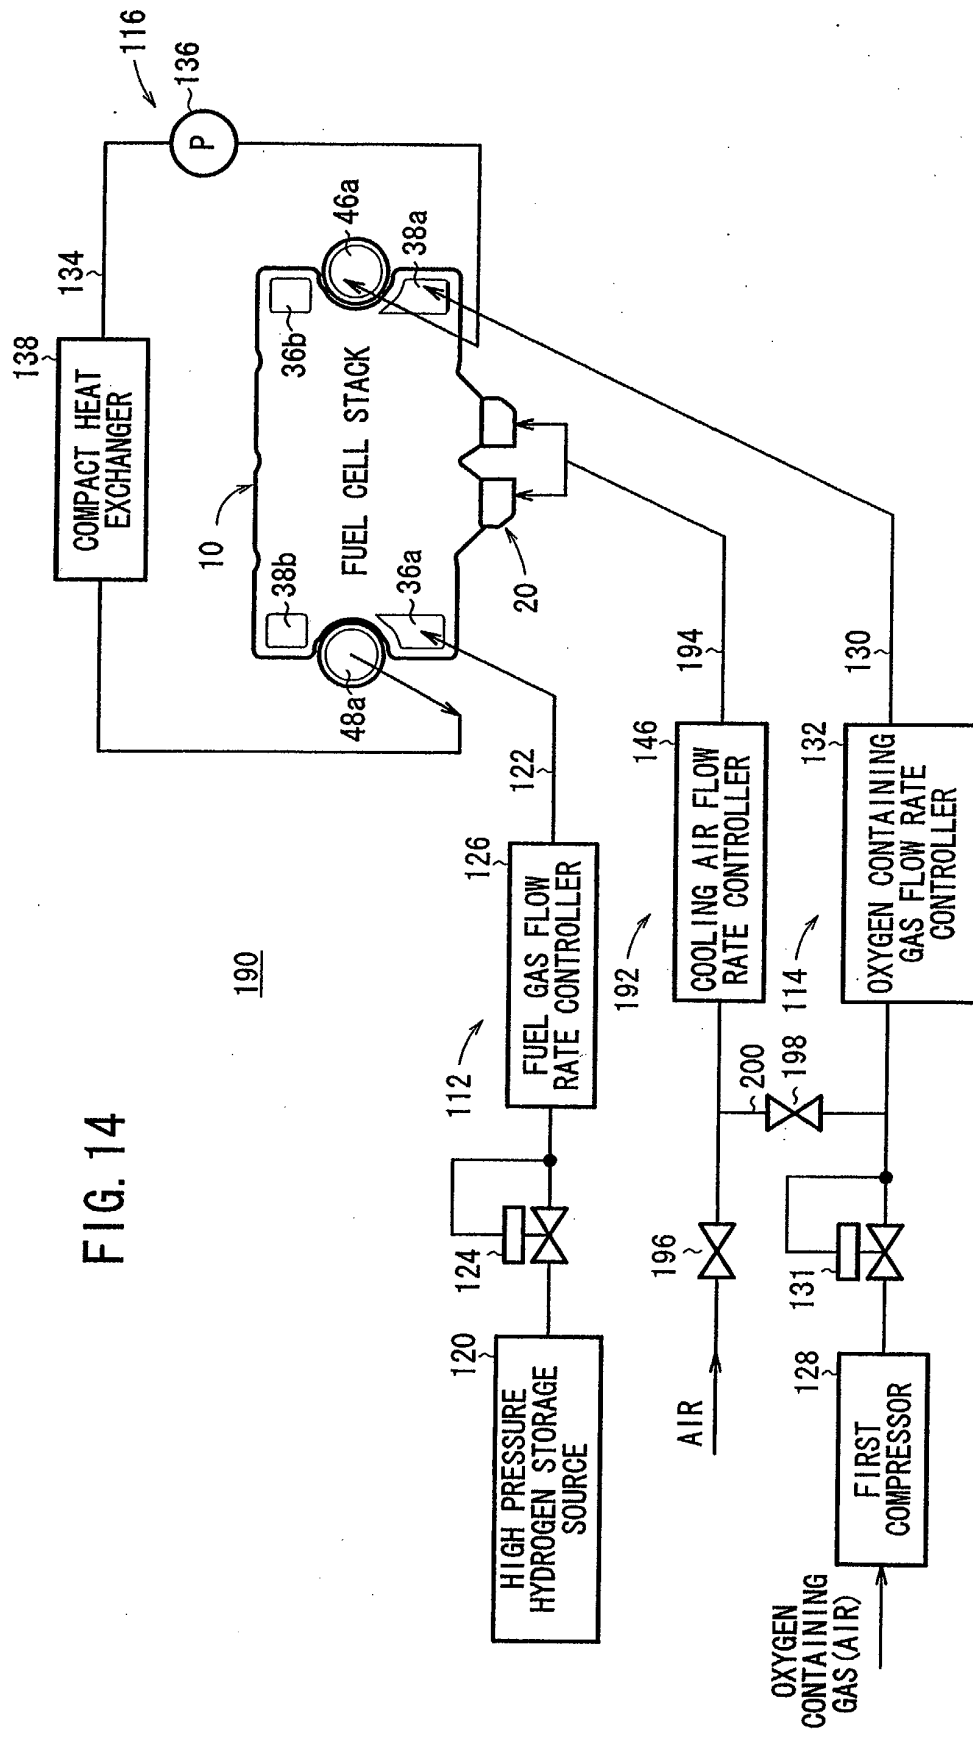 FIG. 14
190
116
136
P
134
138
COMPACT HEAT
EXCHANGER
10
38b
36b
46a
38a
FUEL CELL STACK
48a
36a
20
112
120
HIGH PRESSURE
HYDROGEN STORAGE
SOURCE
124
126
FUEL GAS FLOW
RATE CONTROLLER
122
192
AIR
196
146
COOLING AIR FLOW
RATE CONTROLLER
194
200
198
114
OXYGEN
CONTAINING
GAS(AIR)
128
FIRST
COMPRESSOR
131
132
OXYGEN CONTAINING
GAS FLOW RATE
CONTROLLER
130